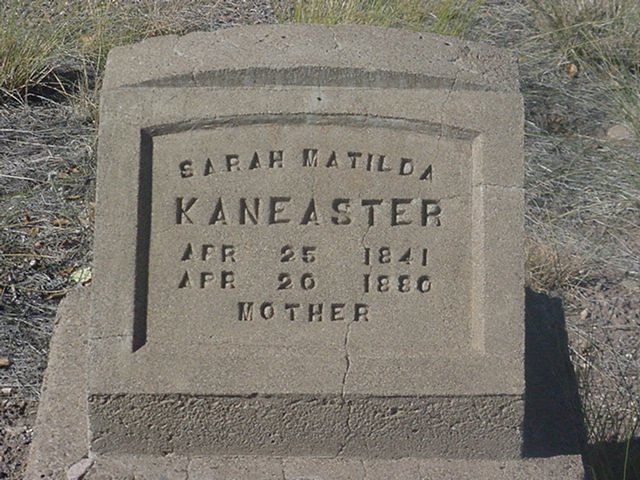 SARAH MATILDA
KANEASTER
APR 25 1841
APR 20 1880
MOTHER